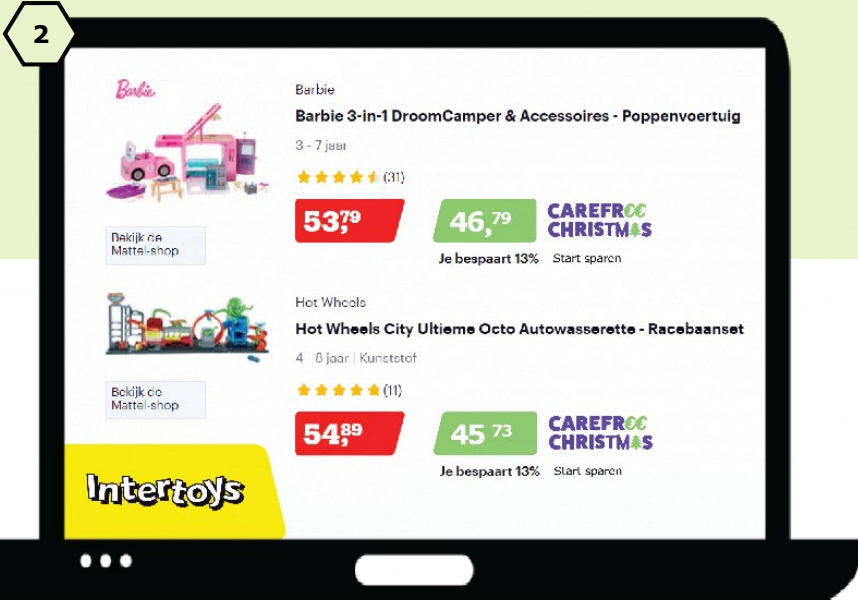 2
Barbie
Barbie
Barbie 3-in-1 DroomCamper & Accessoires - Poppenvoertuig
3 - 7 jaar
(31)
53,79
46,79
CAREFR€€
CHRISTMAS
Bekijk de
Mattel-shop
Je bespaart 13%
Start sparen
Hot Wheels
Hot Wheels City Ultieme Octo Autowasserette - Racebaanset
4 - 8 jaar | Kunststof
Bekijk de
Mattel-shop
(11)
54,89
45 73
CAREFR€€
CHRISTMAS
Je bespaart 13%
Start sparen
Intertoys